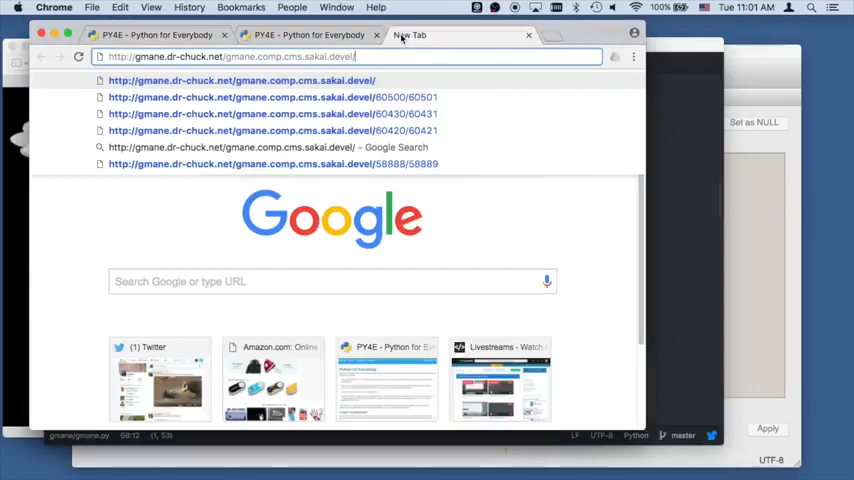 Chrome File Edit View History Bookmarks People Window Help 100% Tue 11:01 AM
PY4E - Python for Everybody PY4E - Python for Everybody New Tab
http://gmane.dr-chuck.net/gmane.comp.cms.sakai.devel/
http://gmane.dr-chuck.net/gmane.comp.cms.sakai.devel/
http://gmane.dr-chuck.net/gmane.comp.cms.sakai.devel/60500/60501
http://gmane.dr-chuck.net/gmane.comp.cms.sakai.devel/60430/60431
http://gmane.dr-chuck.net/gmane.comp.cms.sakai.devel/60420/60421
http://gmane.dr-chuck.net/gmane.comp.cms.sakai.devel/ - Google Search
http://gmane.dr-chuck.net/gmane.comp.cms.sakai.devel/58888/58889
Set as NULL
Google
Search Google or type URL
(1) Twitter Amazon.com: Online PY4E - Python for Ev Livestreams - Watch
Apply
gmane/gmane.py 68:12 (1, 53) LF UTF-8 Python master
UTF-8